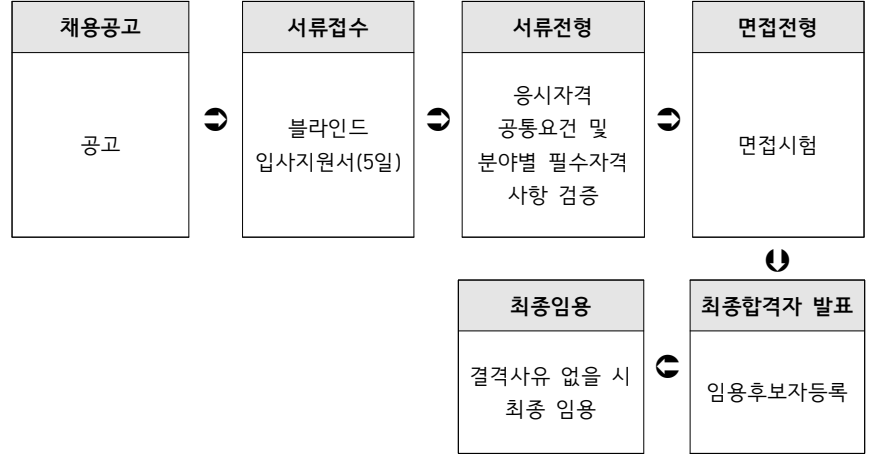 채용공고
공고
서류접수
블라인드
입사지원서(5일)
서류전형
응시자격
공통요건 및
분야별 필수자격
사항 검증
면접전형
면접시험
최종합격자 발표
임용후보자등록
최종임용
결격사유 없을 시
최종 임용